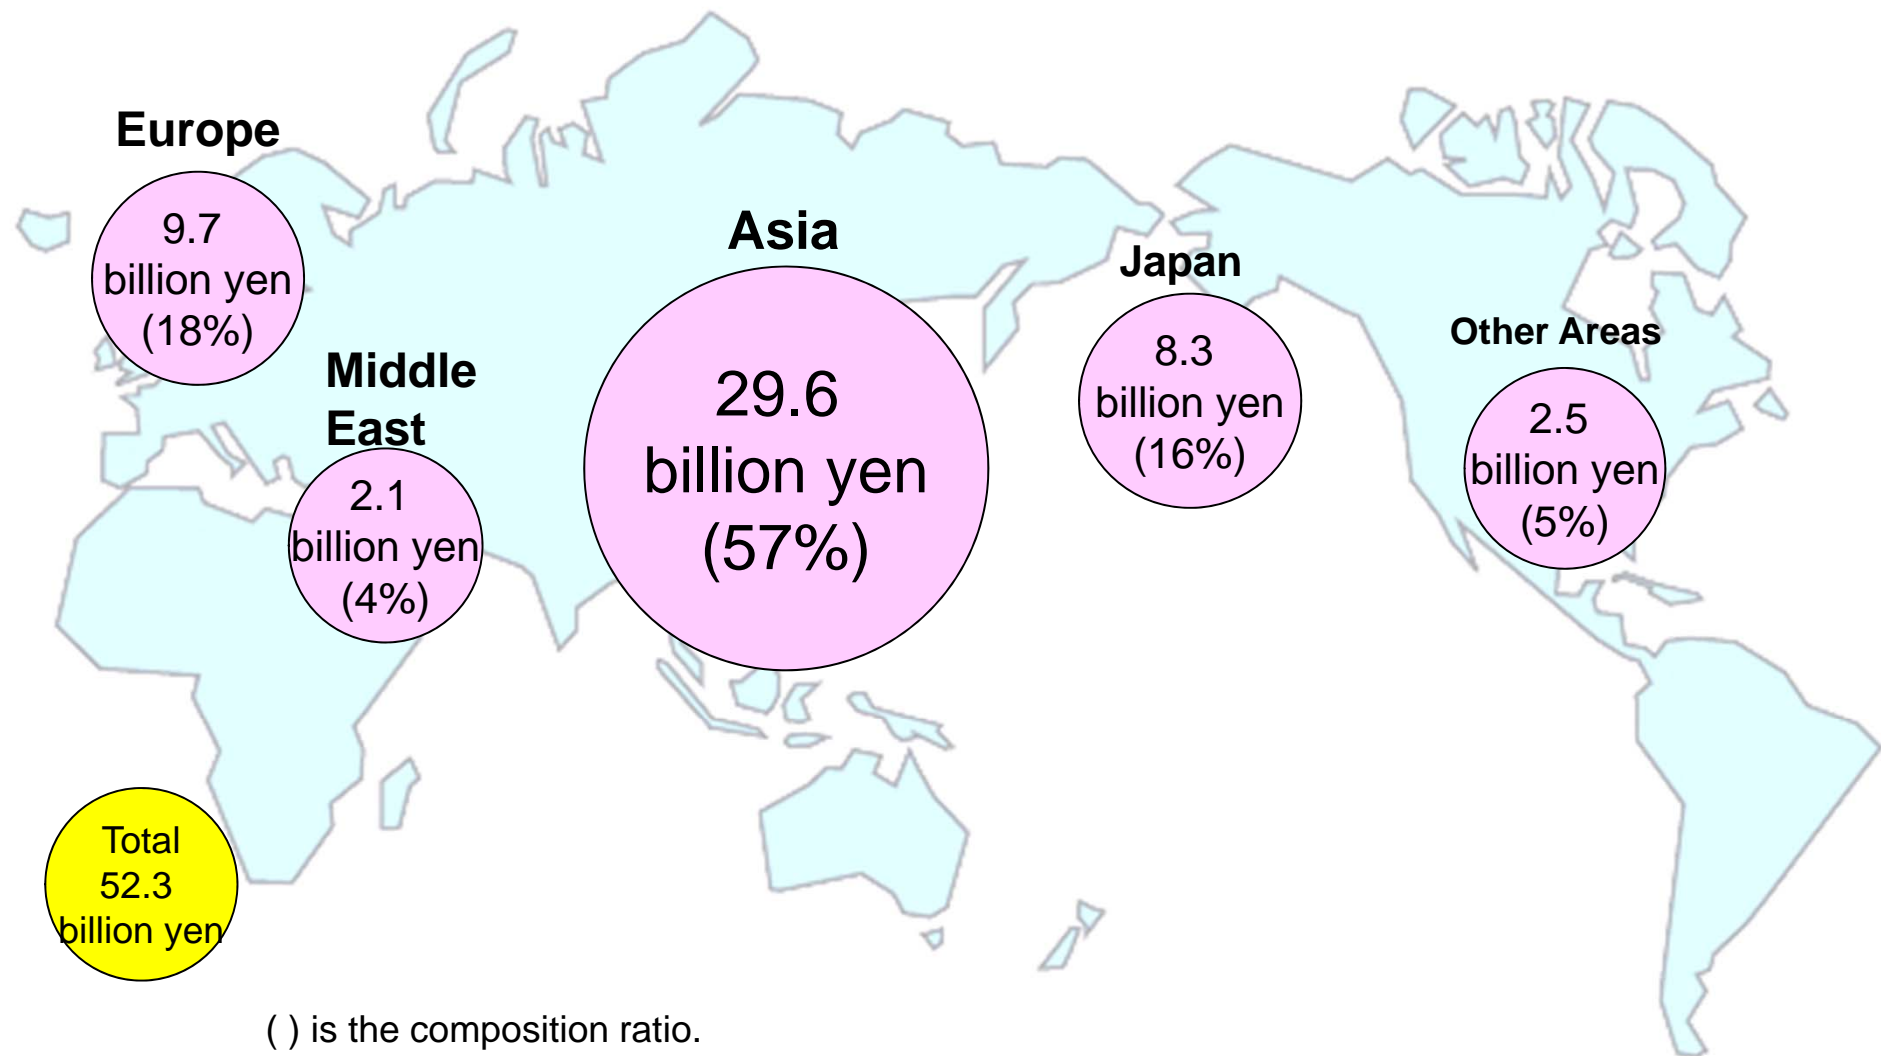 Europe
9.7
billion yen
(18%)
Middle
East
2.1
billion yen
(4%)
Asia
29.6
billion yen
(57%)
Japan
8.3
billion yen
(16%)
Other Areas
2.5
billion yen
(5%)
Total
52.3
billion yen
( ) is the composition ratio.